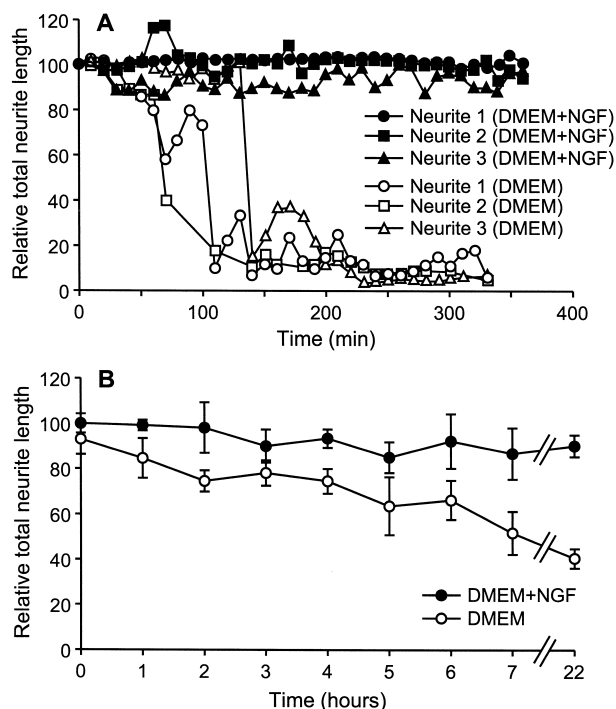 A
Relative total neurite length
120
100
80
60
40
20
0
Neurite 1 (DMEM+NGF)
Neurite 2 (DMEM+NGF)
Neurite 3 (DMEM+NGF)
Neurite 1 (DMEM)
Neurite 2 (DMEM)
Neurite 3 (DMEM)
0 100 200 300 400
Time (min)
B
Relative total neurite length
120
100
80
60
40
20
0
DMEM+NGF
DMEM
0 1 2 3 4 5 6 7 22
Time (hours)